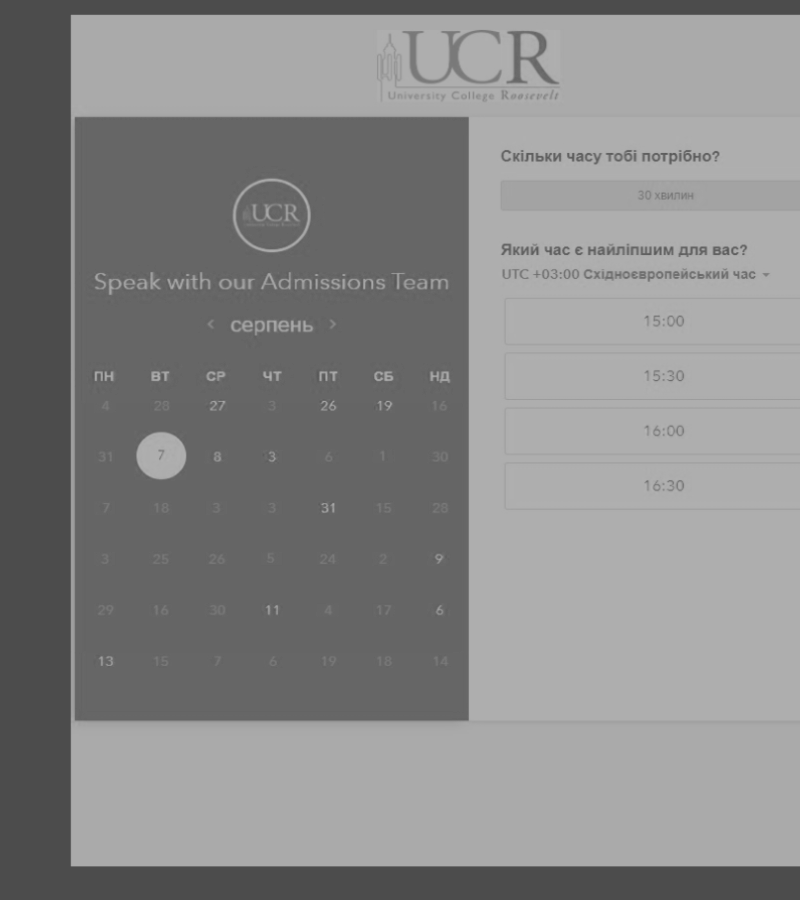 UCR
University College Roosevelt
UCR
Speak with our Admissions Team
серпень
ПН ВТ СР ЧТ ПТ СБ НД
4 28 27 3 26 19 16
31 7 8 3 6 1 30
7 18 3 3 31 15 28
3 25 26 5 24 2 9
29 16 30 11 4 17 6
13 15 7 6 19 18 14
Скільки часу тобі потрібно?
30 хвилин
Який час є найліпшим для вас?
UTC +03:00 Східноєвропейський час
15:00
15:30
16:00
16:30